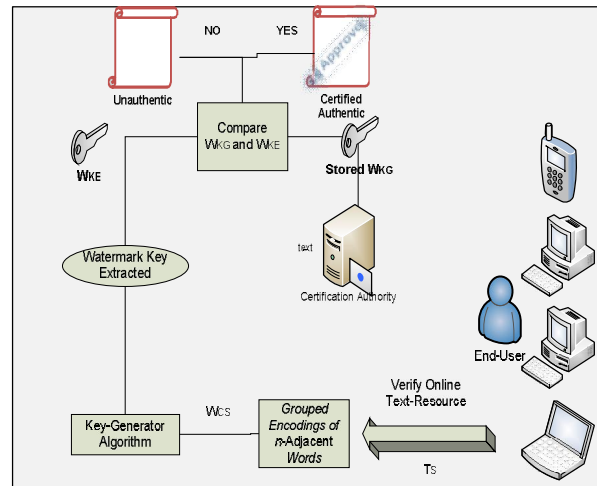 NO YES
Approve
Unauthentic
Certified
Authentic
Compare
WKG and WKE
WKE
Stored WKG
text
Certification Authority
Watermark Key
Extracted
End-User
Verify Online
Text-Resource
Key-Generator
Algorithm
WCS
Grouped
Encodings of
n-Adjacent
Words
TS